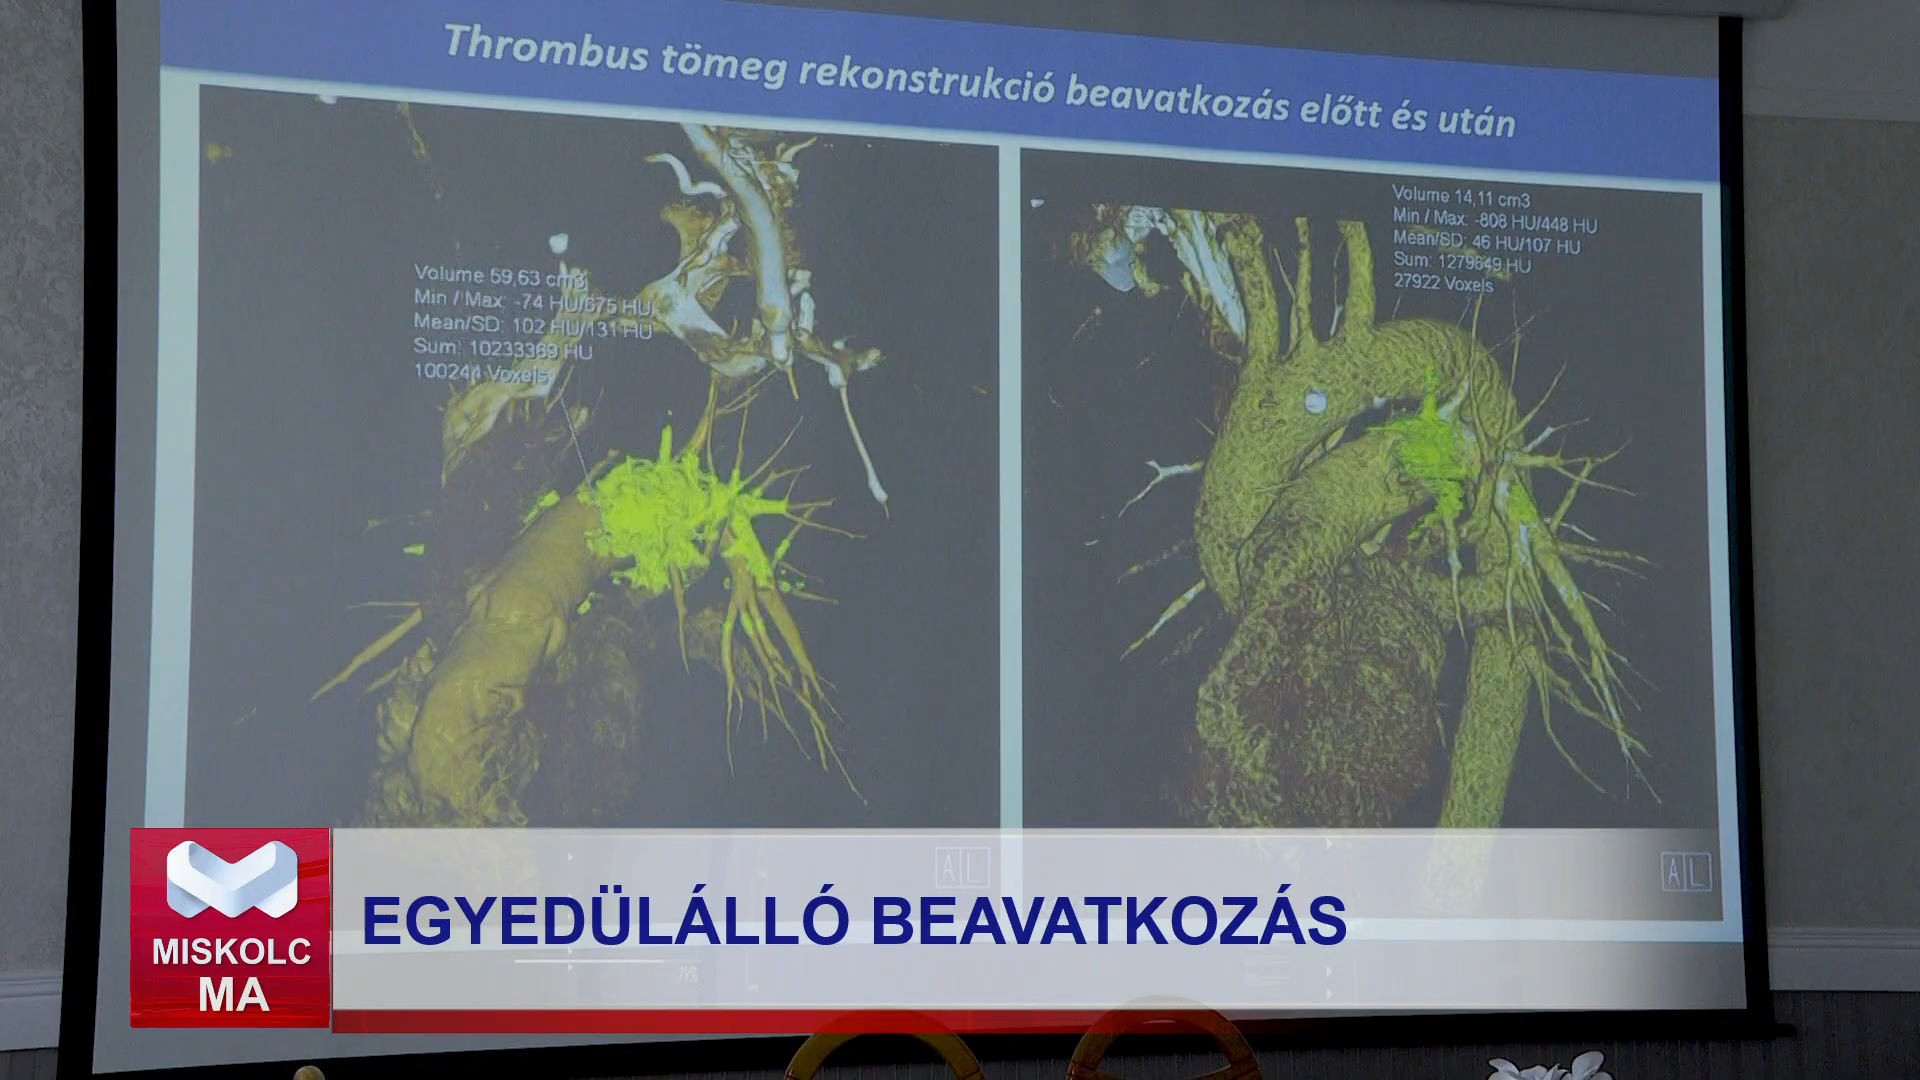 Thrombus tömeg rekonstrukció beavatkozás előtt és után
Volume 59,63 cm3
Min / Max: -74 HU/675 HU
Mean/SD: 102 HU/131 HU
Sum: 10233369 HU
100244 Voxels
Volume 14,11 cm3
Min / Max: -808 HU/448 HU
Mean/SD: 46 HU/107 HU
Sum: 1279649 HU
27922 Voxels
A L
A L
EGYEDÜLÁLLÓ BEAVATKOZÁS
MISKOLC
MA
19%